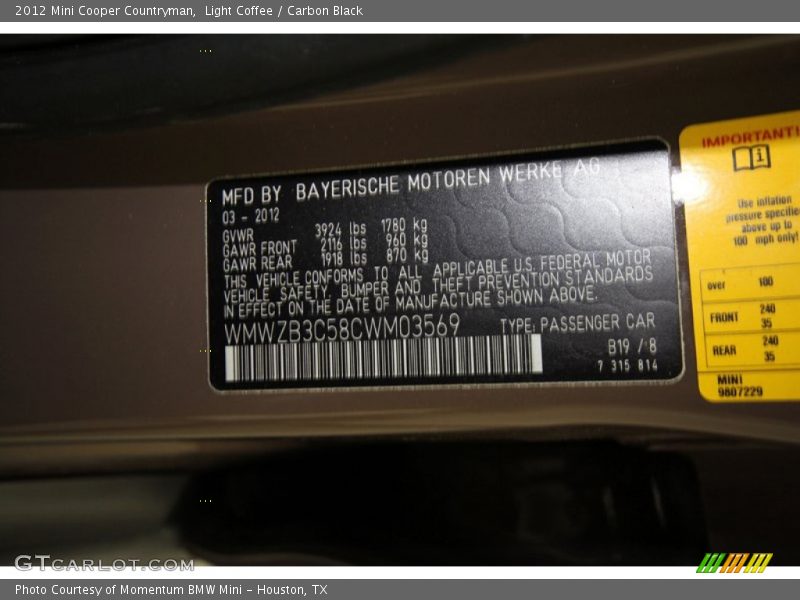 2012 Mini Cooper Countryman,  Light Coffee / Carbon Black
MFD BY BAYERISCHE MOTOREN WERKE AG
03 - 2012
GVWR 3924 lbs 1780 kg
GAWR FRONT 2116 lbs 960 kg
GAWR REAR 1918 lbs 870 kg
THIS VEHICLE CONFORMS TO ALL APPLICABLE U.S. FEDERAL MOTOR
VEHICLE SAFETY, BUMPER AND THEFT PREVENTION STANDARDS
IN EFFECT ON THE DATE OF MANUFACTURE SHOWN ABOVE.
WMWZB3C58CWM03569 TYPE: PASSENGER CAR
B19 / 8
7 315 814
IMPORTANT!
i
Use inflation
pressure specified
above up to
100 mph only!
over 100
FRONT 240
35
REAR 240
35
MINI
9807229
GTCARLOT.COM
Photo Courtesy of Momentum BMW Mini - Houston, TX